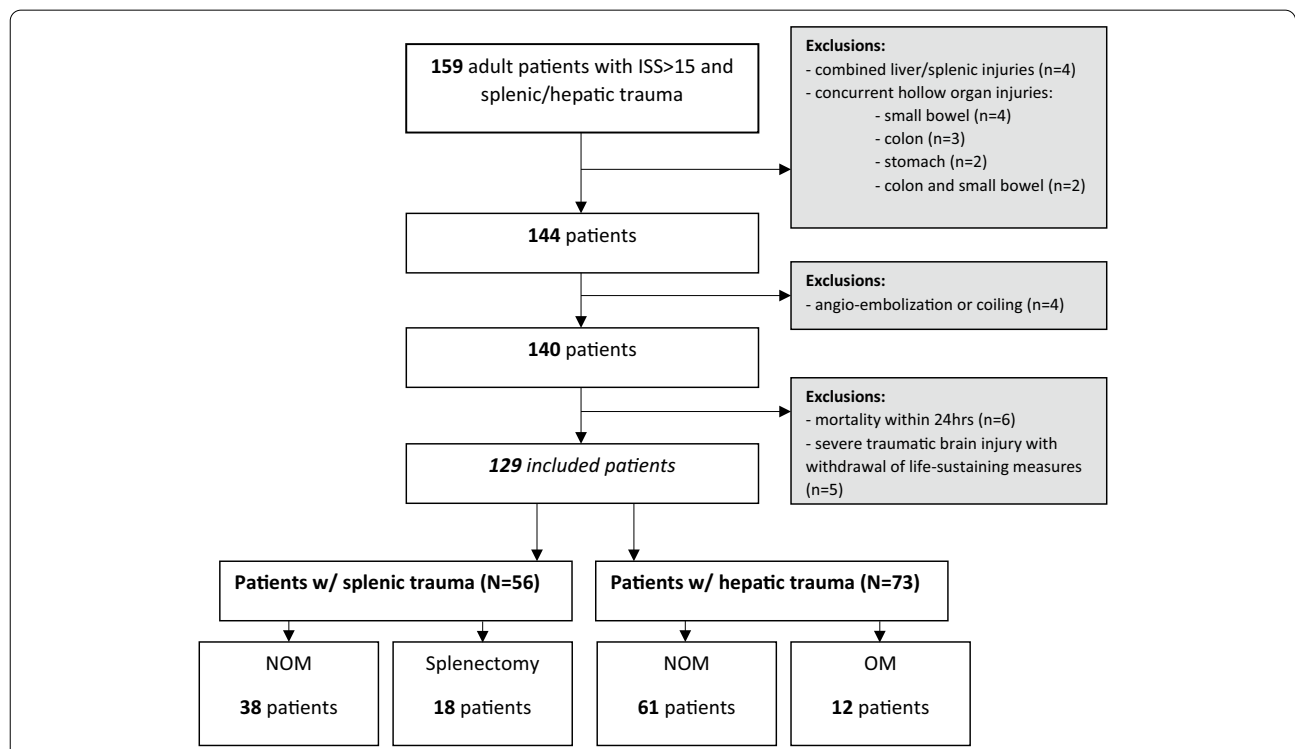 159 adult patients with ISS>15 and
splenic/hepatic trauma
Exclusions:
- combined liver/splenic injuries (n=4)
- concurrent hollow organ injuries:
- small bowel (n=4)
- colon (n=3)
- stomach (n=2)
- colon and small bowel (n=2)
144 patients
Exclusions:
- angio-embolization or coiling (n=4)
140 patients
Exclusions:
- mortality within 24hrs (n=6)
- severe traumatic brain injury with
withdrawal of life-sustaining measures
(n=5)
129 included patients
Patients w/ splenic trauma (N=56)
Patients w/ hepatic trauma (N=73)
NOM
38 patients
Splenectomy
18 patients
NOM
61 patients
OM
12 patients